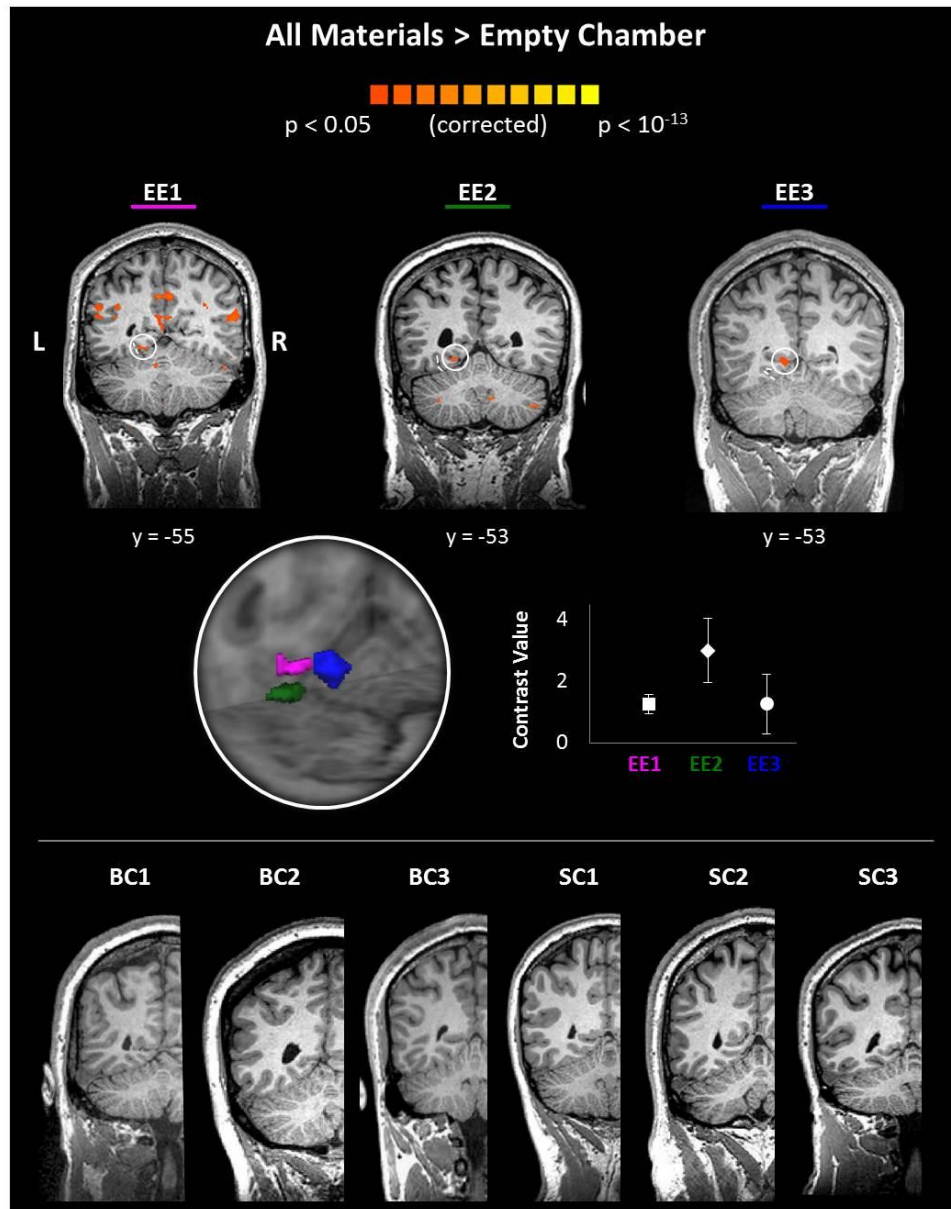 All Materials > Empty Chamber
p < 0.05 (corrected) p < 10⁻¹³
EE1 EE2 EE3
L R
y = -55 y = -53 y = -53
Contrast Value
4
2
0
EE1 EE2 EE3
BC1 BC2 BC3 SC1 SC2 SC3